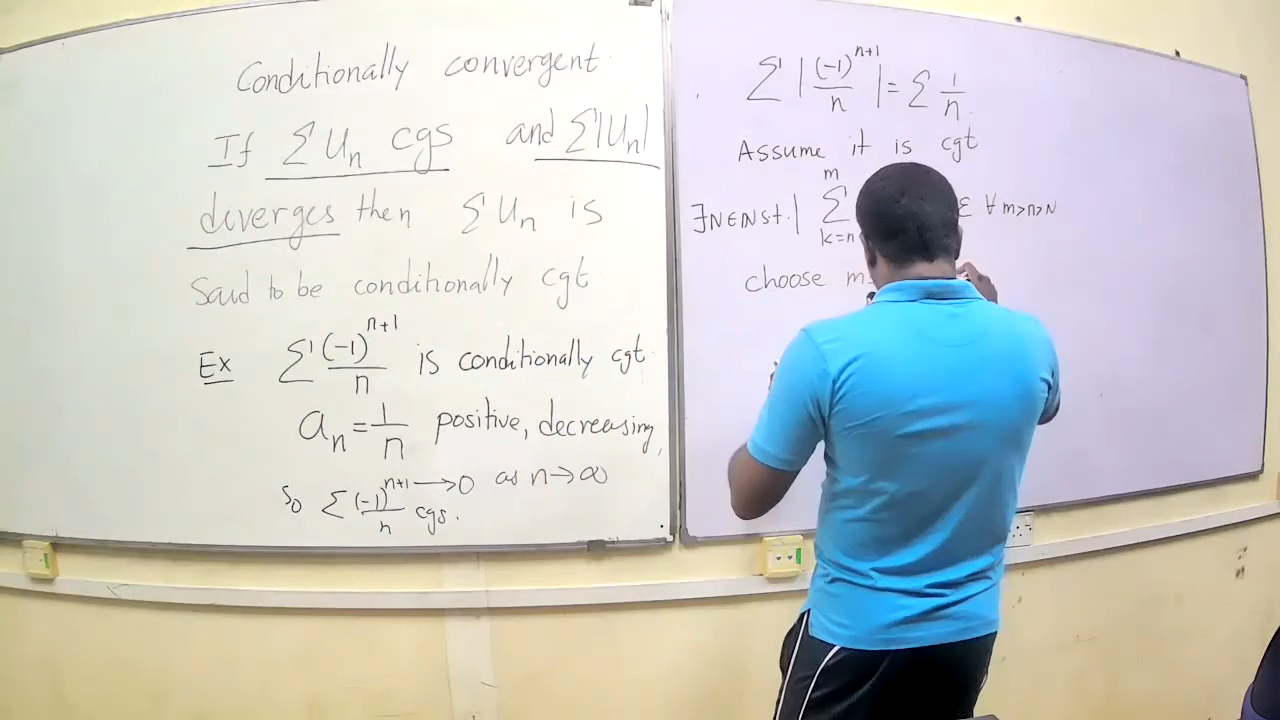 Conditionally convergent
If ∑ Uₙ cgs and ∑|Uₙ|
diverges then ∑ Uₙ is
Said to be conditionally cgt
Ex ∑ (-1)^(n+1)/n is conditionally cgt
aₙ = 1/n positive, decreasing,
→ 0 as n → ∞
So ∑ (-1)^(n+1)/n cgs.
∑ |(-1)^(n+1)/n| = ∑ 1/n.
Assume it is cgt
∃N∈ℕ st. | ∑_(k=n)^m ε ∀ m>n>N
choose m=